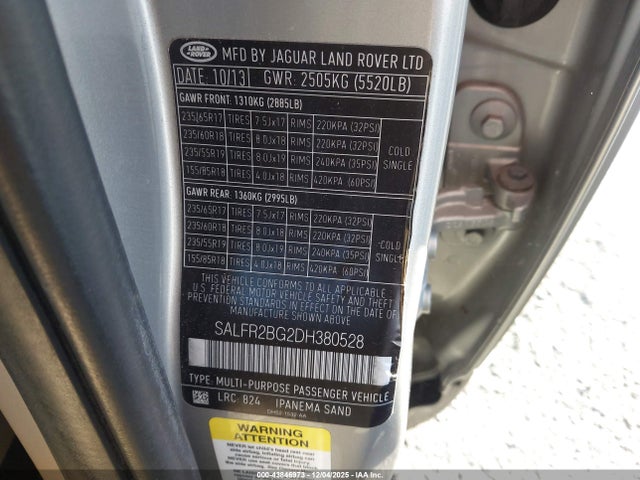 LAND ROVER
MFD BY JAGUAR LAND ROVER LTD
DATE: 10/13 GWR: 2505KG (5520LB)
GAWR FRONT: 1310KG (2885LB)
235/65R17 TIRES 7.5Jx17 RIMS 220KPA (32PSI)
235/60R18 TIRES 8.0Jx18 RIMS 220KPA (32PSI)
235/55R19 TIRES 8.0Jx19 RIMS 240KPA (35PSI)
155/85R18 TIRES 4.0Jx18 RIMS 420KPA (60PSI)
COLD
SINGLE
GAWR REAR: 1360KG (2995LB)
235/65R17 TIRES 7.5Jx17 RIMS 220KPA (32PSI)
235/60R18 TIRES 8.0Jx18 RIMS 220KPA (32PSI)
235/55R19 TIRES 8.0Jx19 RIMS 240KPA (35PSI)
155/85R18 TIRES 4.0Jx18 RIMS 420KPA (60PSI)
COLD
SINGLE
THIS VEHICLE CONFORMS TO ALL APPLICABLE
U.S. FEDERAL MOTOR VEHICLE SAFETY AND THEFT
PREVENTION STANDARDS IN EFFECT ON THE DATE OF
MANUFACTURE SHOWN ABOVE.
SALFR2BG2DH380528
TYPE: MULTI-PURPOSE PASSENGER VEHICLE
LRC 824 IPANEMA SAND
WARNING
ATTENTION
Stock No: 43846973 - 12/04/2025 - IAAI.com